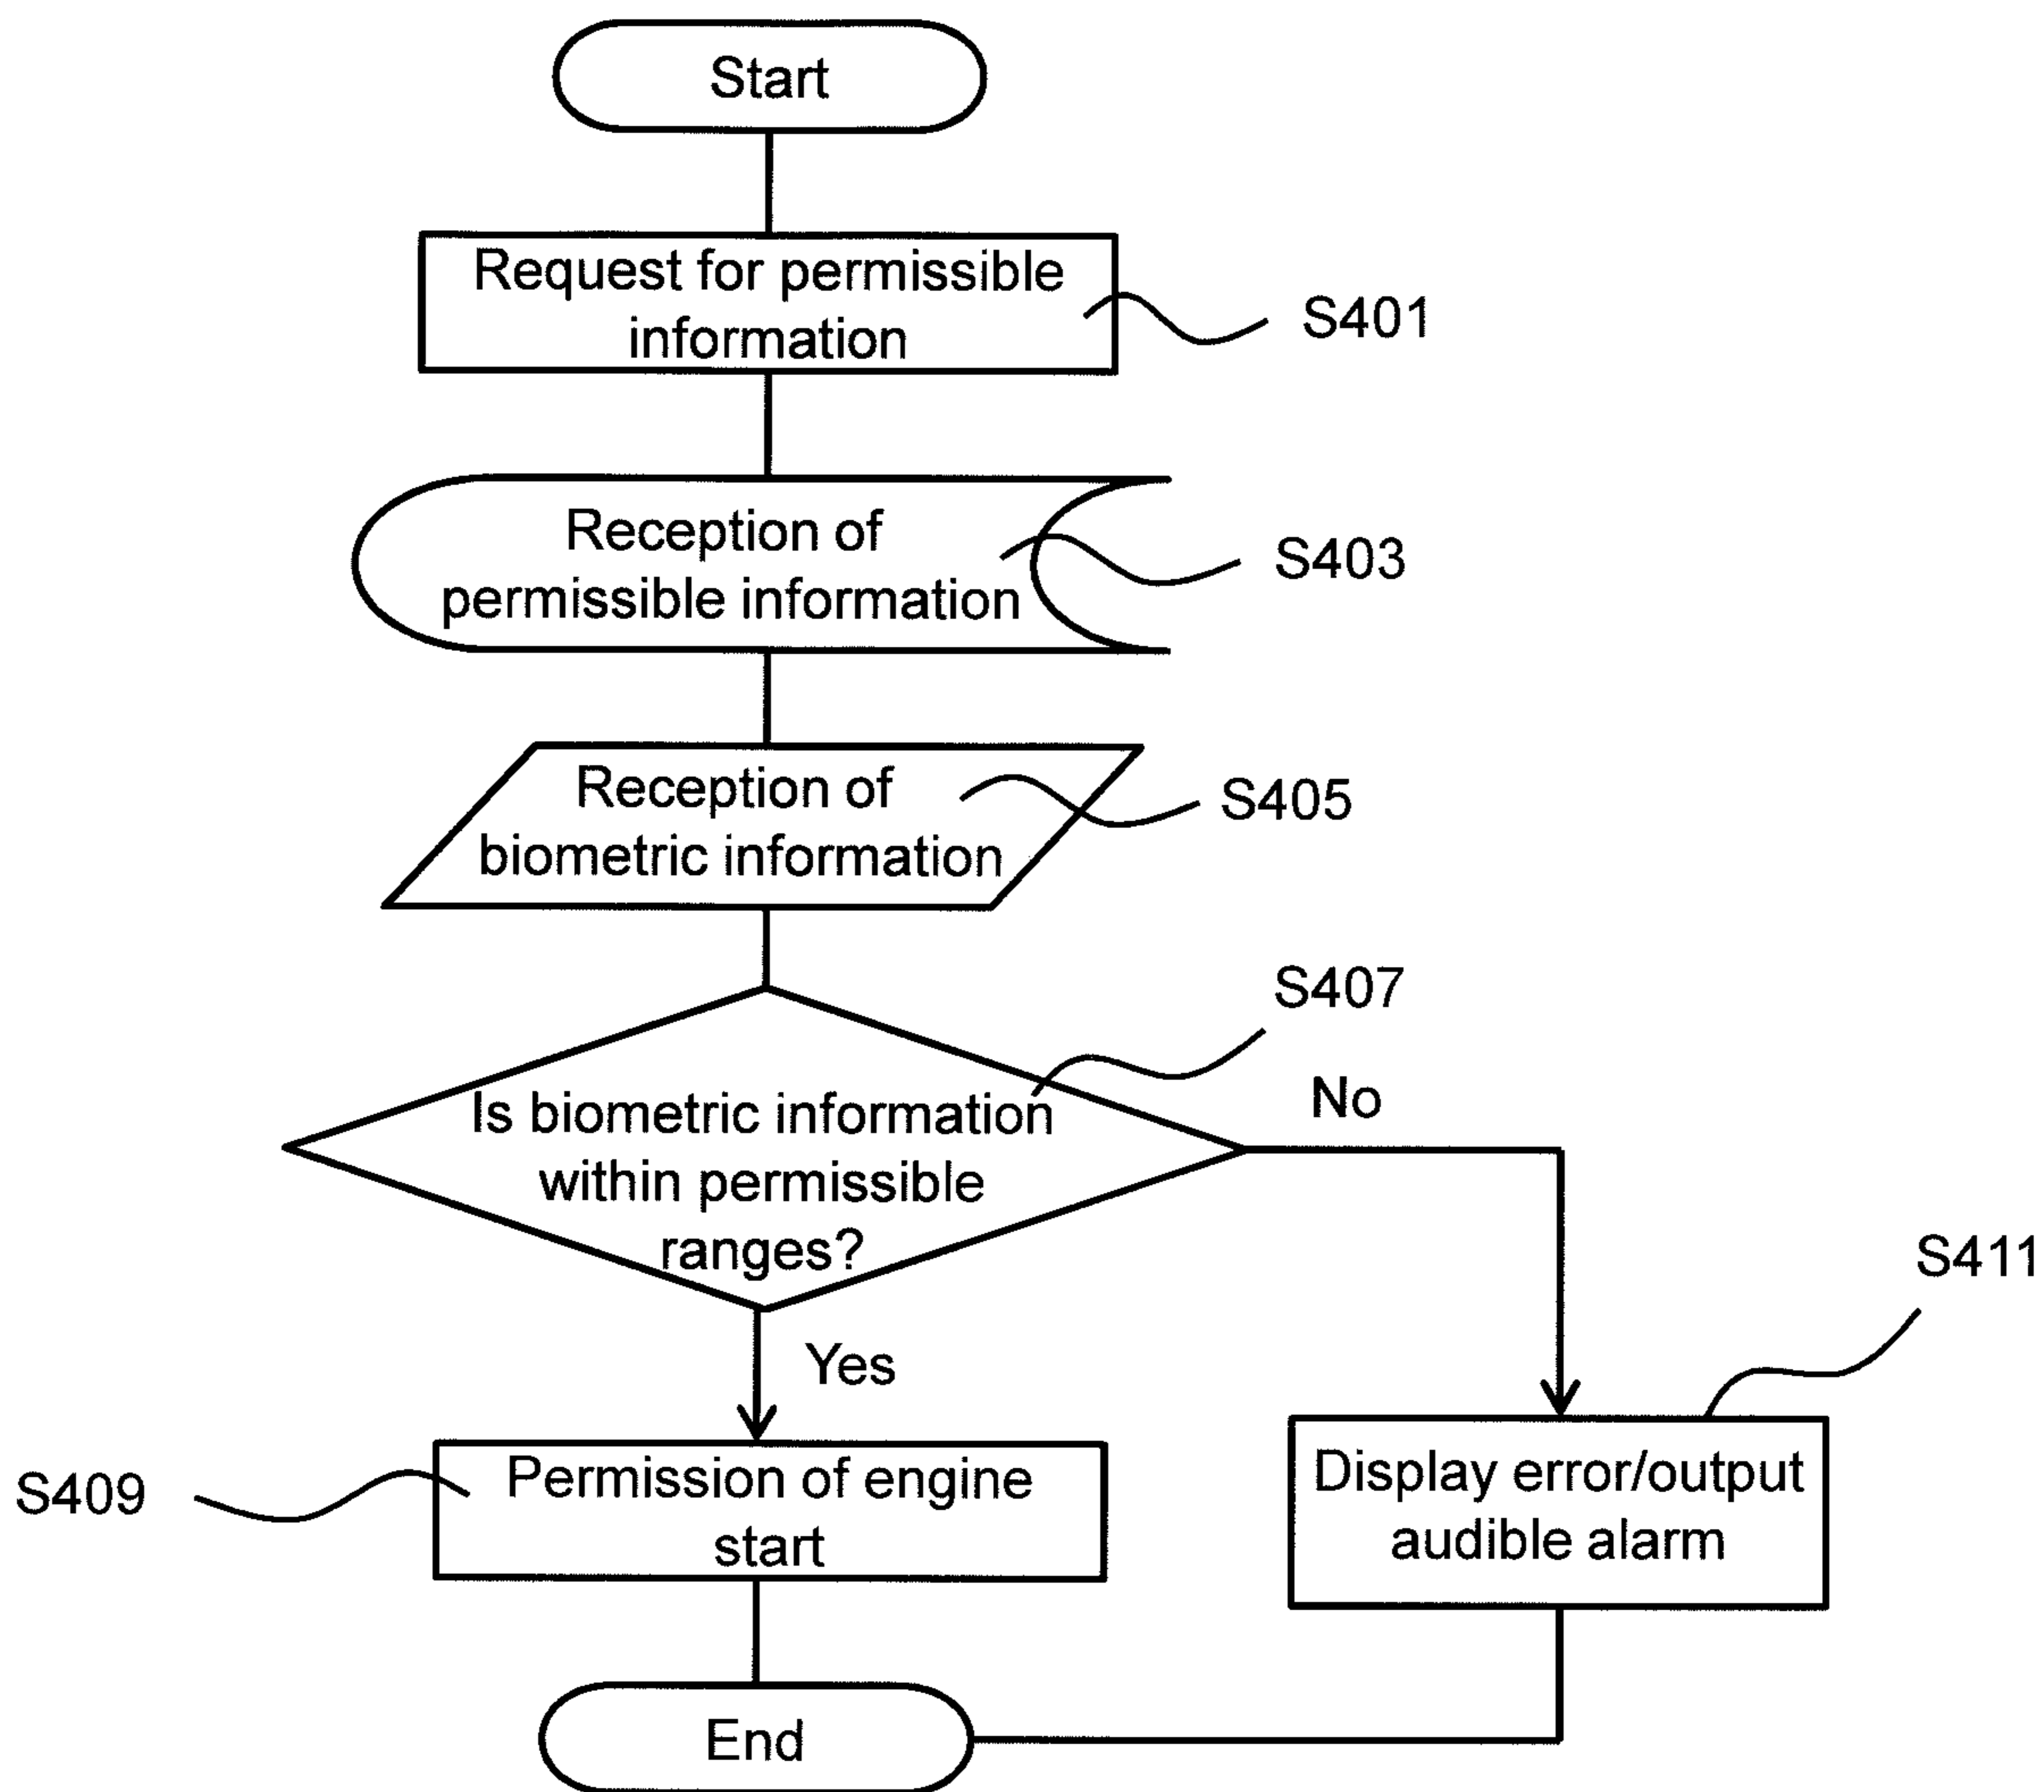 Start
Request for permissible
information
S401
Reception of
permissible information
S403
Reception of
biometric information
S405
S407
Is biometric information
within permissible
ranges?
No
Yes
S411
S409
Permission of engine
start
Display error/output
audible alarm
End